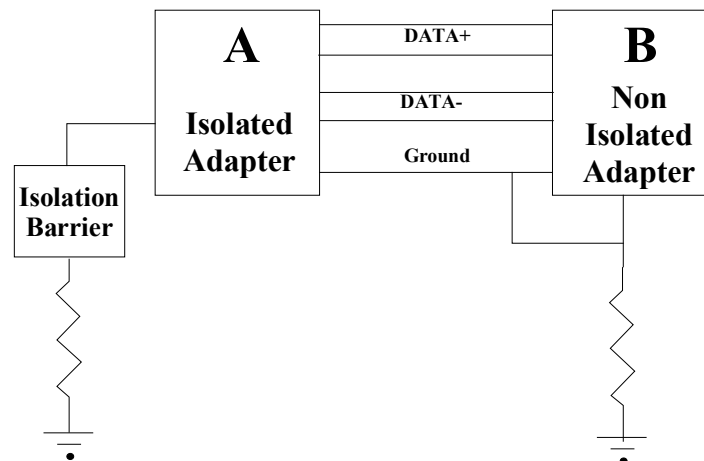 A
Isolated
Adapter
DATA+
DATA-
Ground
B
Non
Isolated
Adapter
Isolation
Barrier